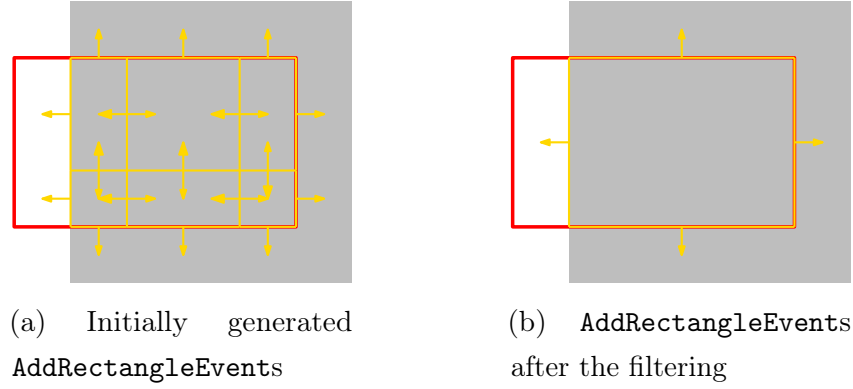 (a) Initially generated
AddRectangleEvents
(b) AddRectangleEvents
after the filtering